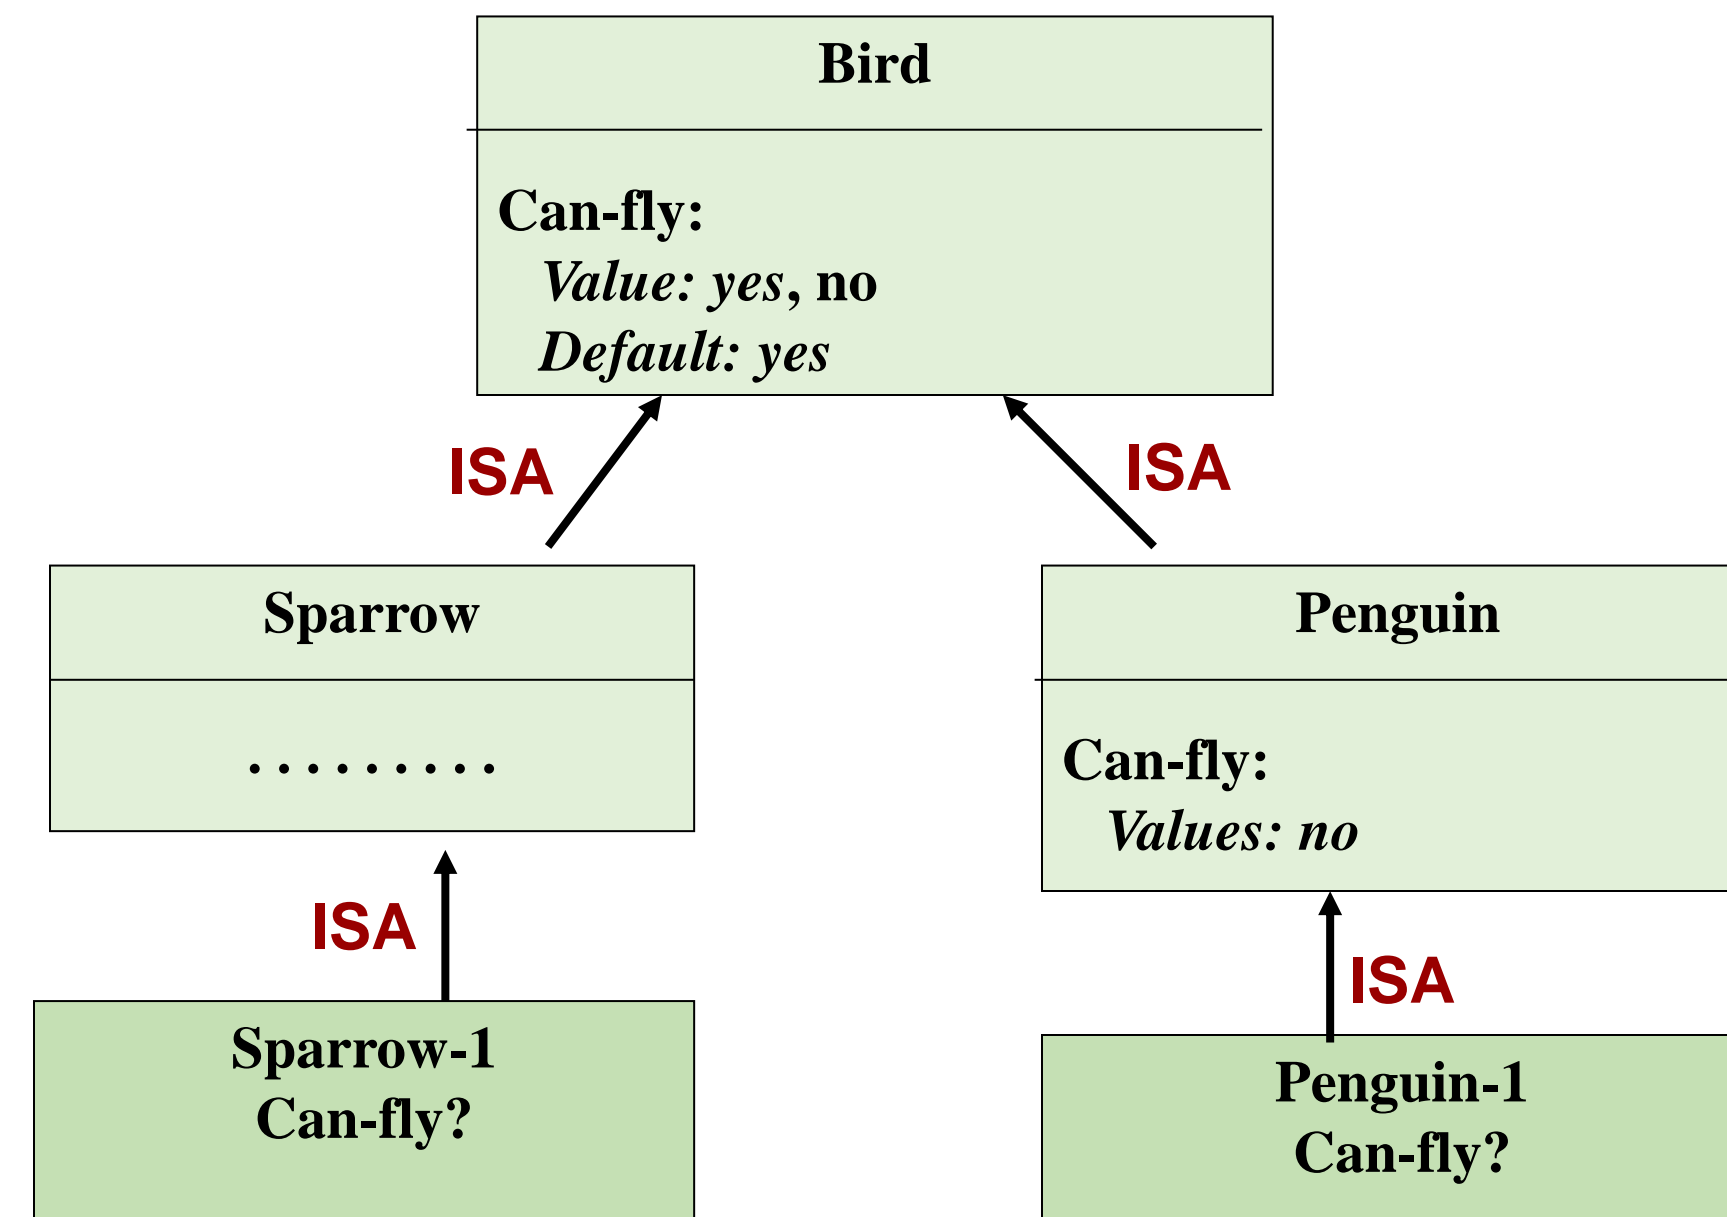 Bird
Can-fly:
Value: yes, no
Default: yes
ISA
ISA
Sparrow
.........
Penguin
Can-fly:
Values: no
ISA
ISA
Sparrow-1
Can-fly?
Penguin-1
Can-fly?